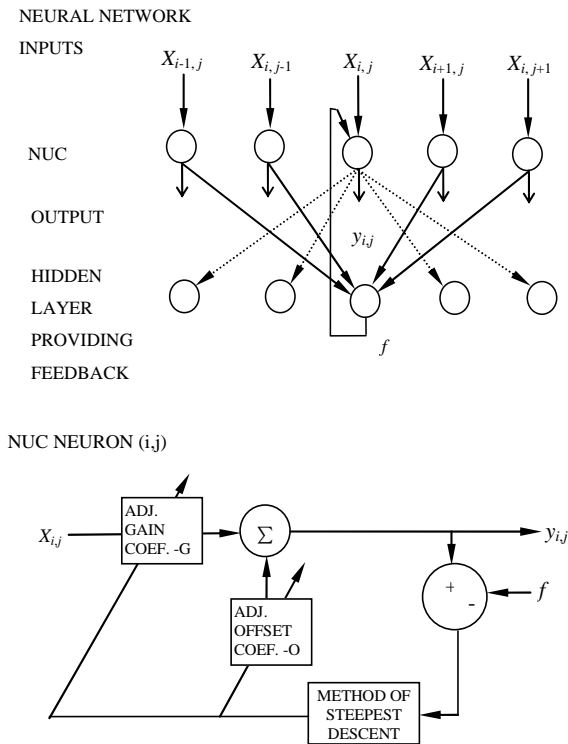 NEURAL NETWORK
INPUTS
X_{i-1, j} X_{i, j-1} X_{i, j} X_{i+1, j} X_{i, j+1}
NUC
OUTPUT
y_{i,j}
HIDDEN
LAYER
PROVIDING
f
FEEDBACK
NUC NEURON (i,j)
ADJ.
GAIN
COEF. -G
X_{i,j}
Σ
y_{i,j}
+
-
f
ADJ.
OFFSET
COEF. -O
METHOD OF
STEEPEST
DESCENT